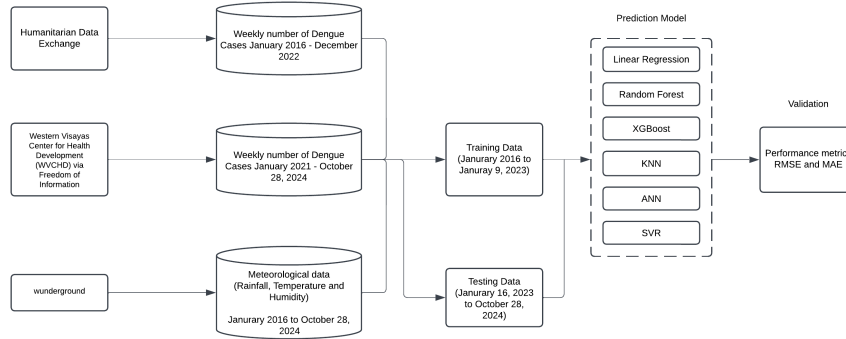 Humanitarian Data
Exchange
Weekly number of Dengue
Cases January 2016 - December
2022
Western Visayas
Center for Health
Development
(WVCHD) via
Freedom of
Information
Weekly number of Dengue
Cases January 2021 - October
28, 2024
wunderground
Meteorological data
(Rainfall, Temperature and
Humidity)
Janurary 2016 to October 28,
2024
Training Data
(Janurary 2016 to
Januray 9, 2023)
Testing Data
(Janurary 16, 2023
to October 28,
2024)
Prediction Model
Linear Regression
Random Forest
XGBoost
KNN
ANN
SVR
Validation
Performance metric
RMSE and MAE